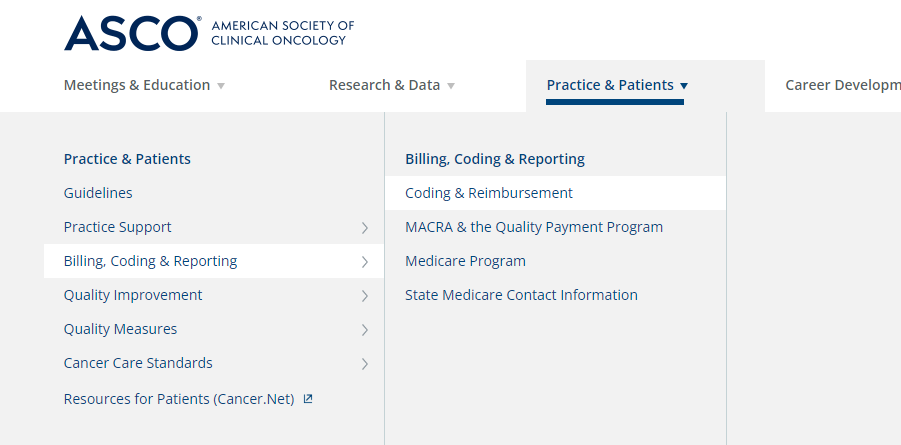 ASCO® AMERICAN SOCIETY OF
CLINICAL ONCOLOGY
Meetings & Education
Research & Data
Practice & Patients
Career Developm
Practice & Patients
Guidelines
Practice Support
Billing, Coding & Reporting
Quality Improvement
Quality Measures
Cancer Care Standards
Resources for Patients (Cancer.Net)
Billing, Coding & Reporting
Coding & Reimbursement
MACRA & the Quality Payment Program
Medicare Program
State Medicare Contact Information